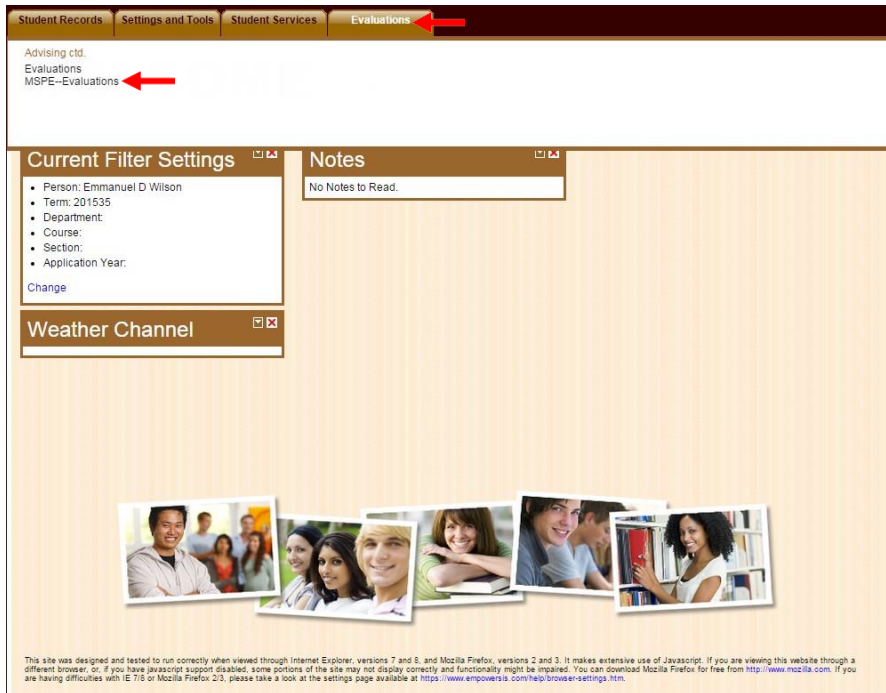 Student Records Settings and Tools Student Services Evaluations
Advising ctd.
Evaluations
MSPE--Evaluations
Current Filter Settings
Person: Emmanuel D Wilson
Term: 201535
Department:
Course:
Section:
Application Year:
Change
Notes
No Notes to Read.
Weather Channel
This site was designed and tested to run correctly when viewed through Internet Explorer, versions 7 and 8, and Mozilla Firefox, versions 2 and 3. It makes extensive use of Javascript. If you are viewing this website through a
different browser, or, if you have javascript support disabled, some portions of the site may not display correctly and functionality might be impaired. You can download Mozilla Firefox for free from http://www.mozilla.com. If you
are having difficulties with IE 7/8 or Mozilla Firefox 2/3, please take a look at the settings page available at https://www.empowersis.com/help/browser-settings.htm.